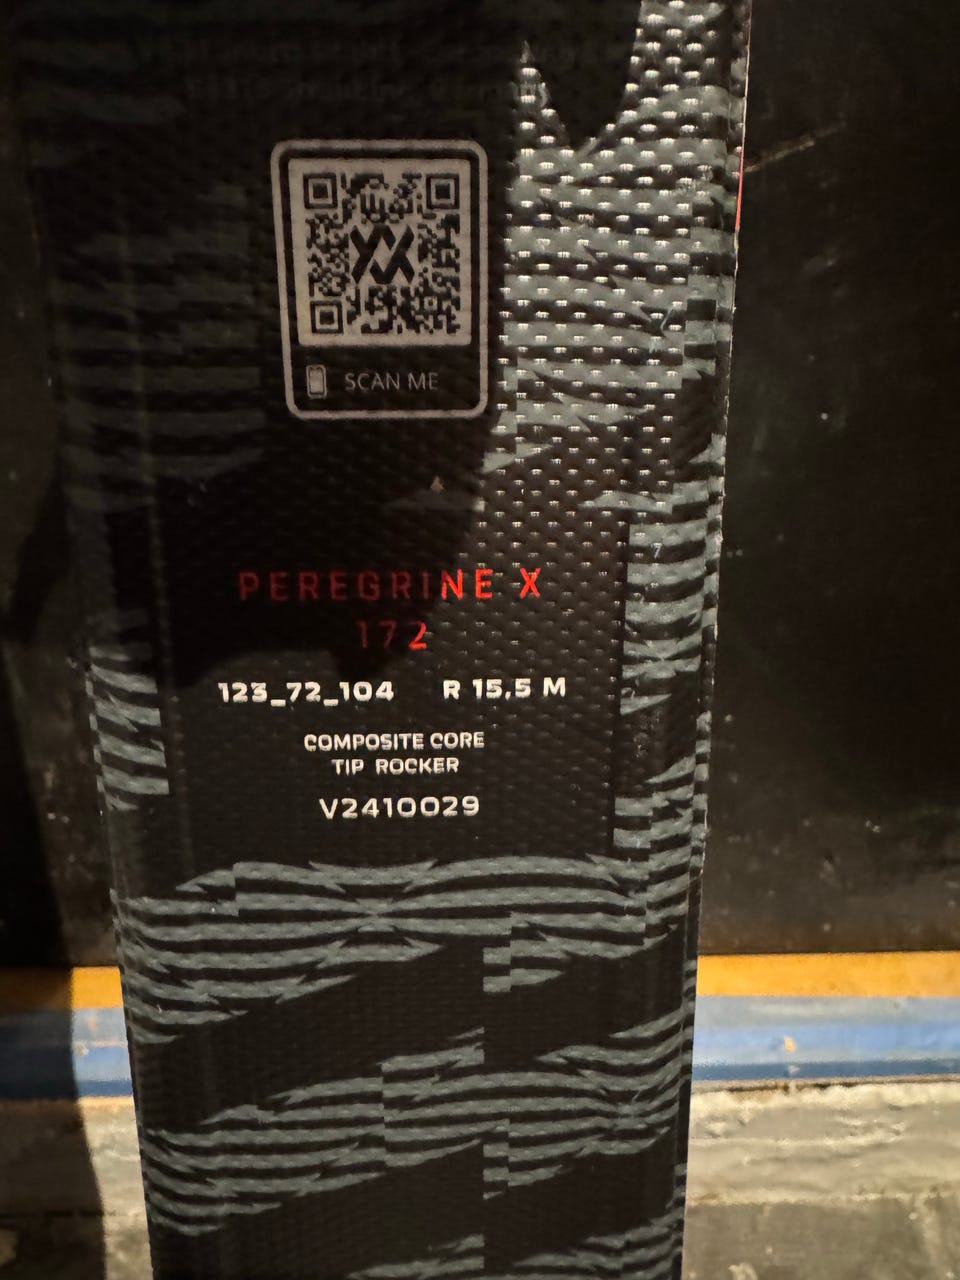 SCAN ME
PEREGRINE X
172
123_72_104 R 15,5 M
COMPOSITE CORE
TIP ROCKER
V2410029